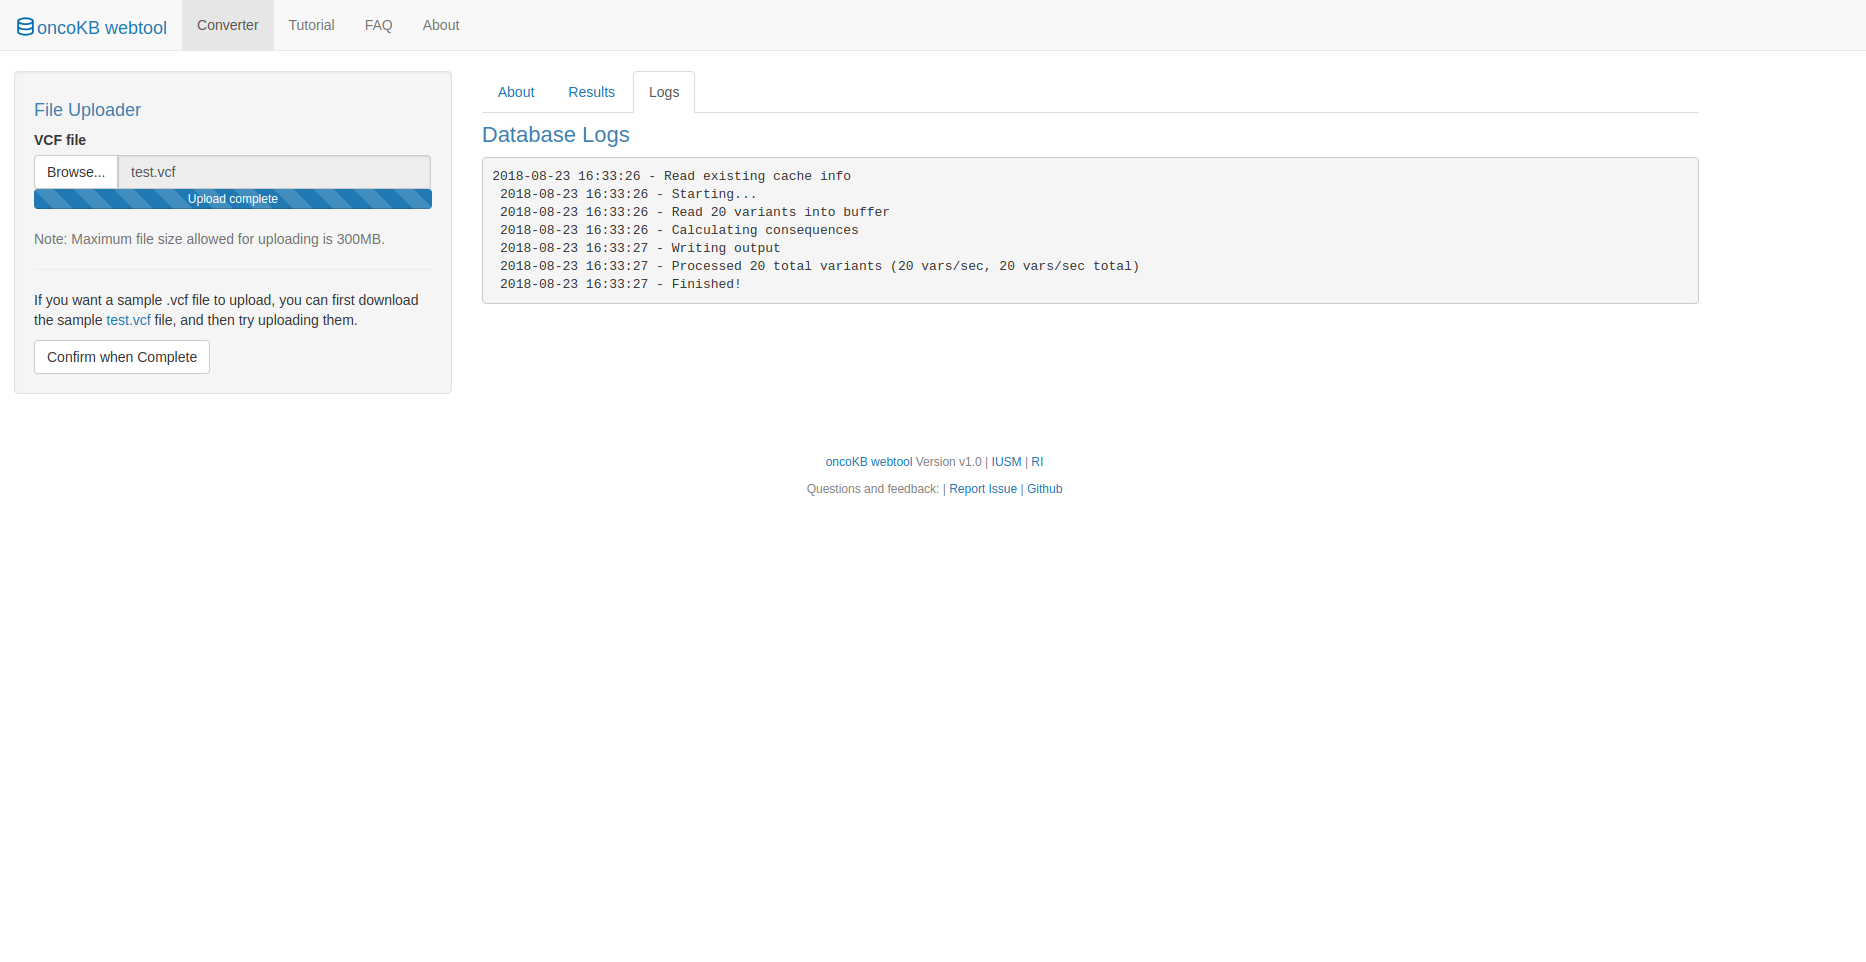 oncoKB webtool Converter Tutorial FAQ About
File Uploader
VCF file
Browse... test.vcf
Upload complete
Note: Maximum file size allowed for uploading is 300MB.
If you want a sample .vcf file to upload, you can first download
the sample test.vcf file, and then try uploading them.
Confirm when Complete
About Results Logs
Database Logs
2018-08-23 16:33:26 - Read existing cache info
2018-08-23 16:33:26 - Starting...
2018-08-23 16:33:26 - Read 20 variants into buffer
2018-08-23 16:33:26 - Calculating consequences
2018-08-23 16:33:27 - Writing output
2018-08-23 16:33:27 - Processed 20 total variants (20 vars/sec, 20 vars/sec total)
2018-08-23 16:33:27 - Finished!
oncoKB webtool Version v1.0 | IUSM | RI
Questions and feedback: | Report Issue | Github